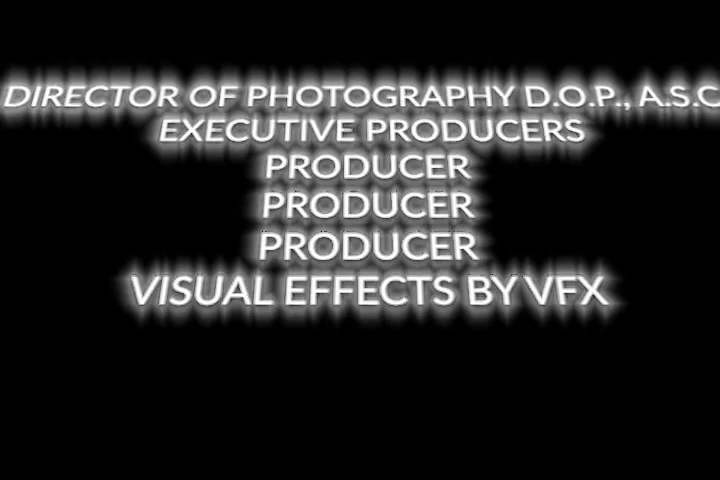 DIRECTOR OF PHOTOGRAPHY D.O.P., A.S.C
EXECUTIVE PRODUCERS
PRODUCER
PRODUCER
PRODUCER
VISUAL EFFECTS BY VFX